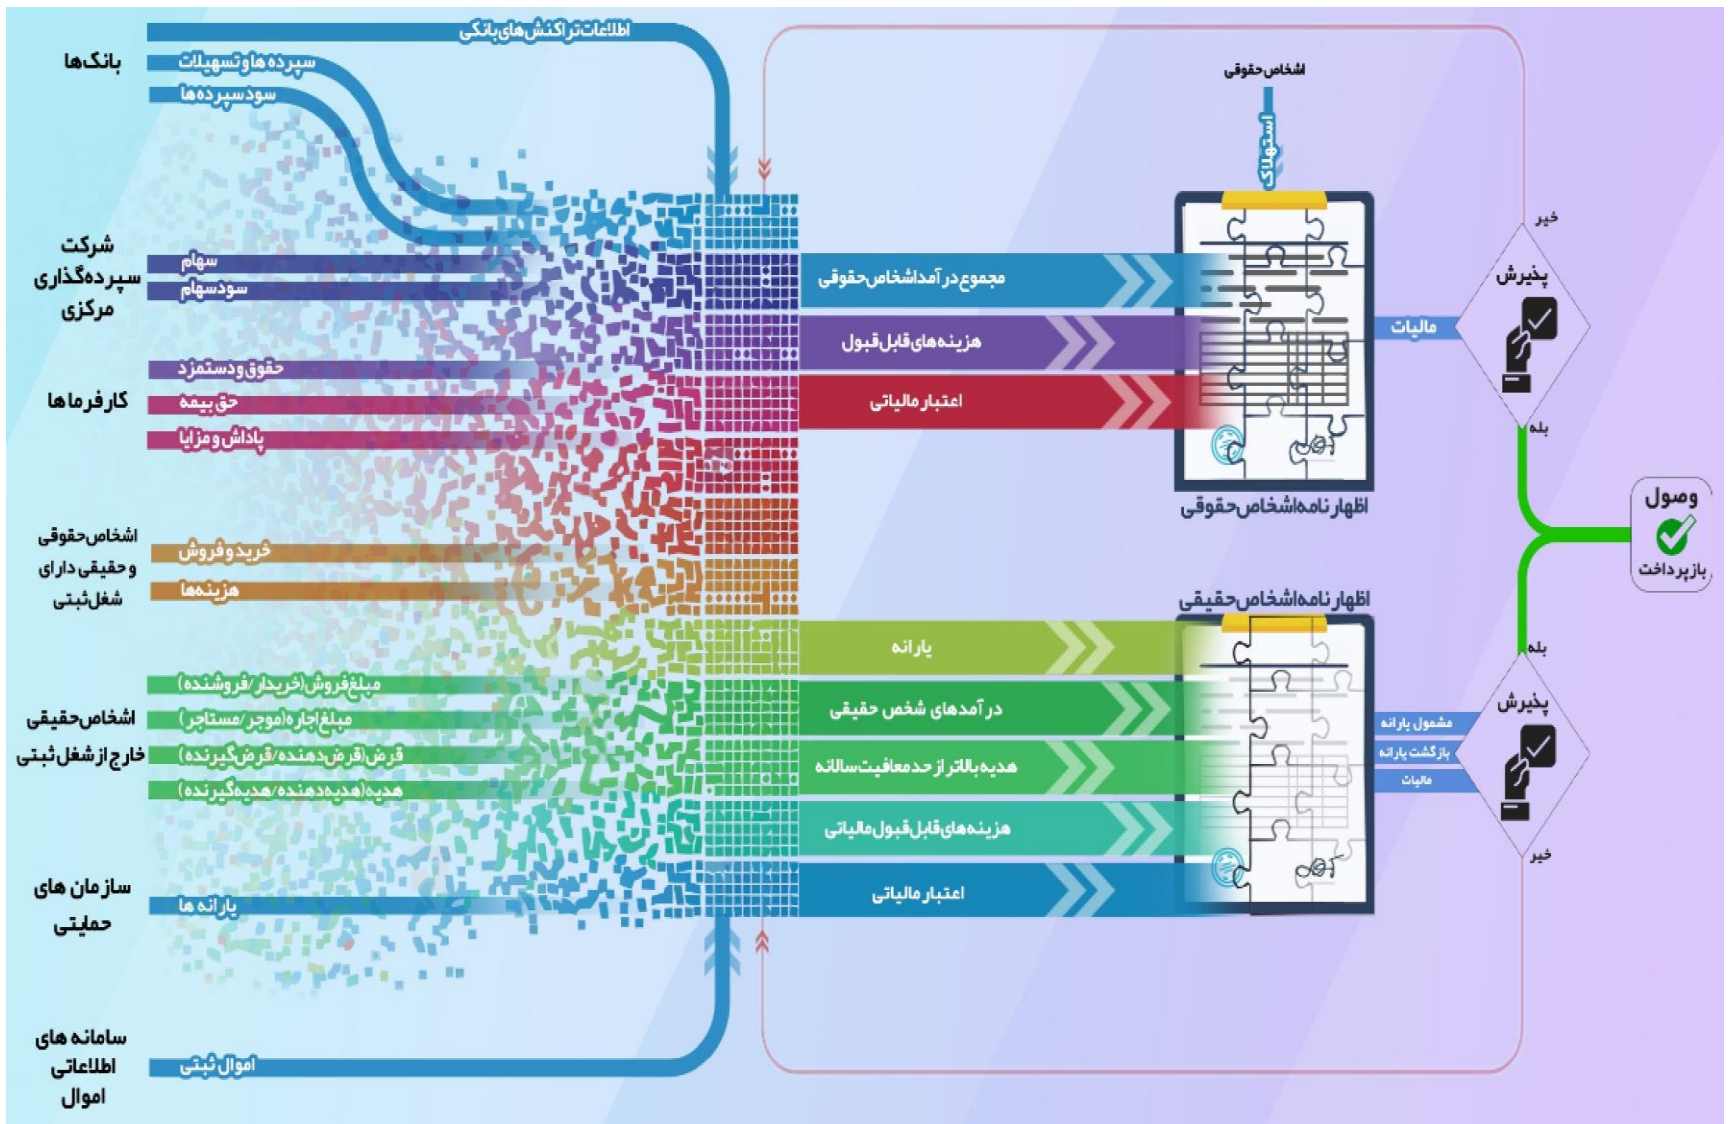 اطلاعات تراکنش‌های بانکی
بانک‌ها
سپرده‌ها و تسهیلات
سود سپرده‌ها
شرکت
سپرده‌گذاری
مرکزی
سهام
سود سهام
کارفرماها
حقوق و دستمزد
حق بیمه
پاداش و مزایا
اشخاص حقوقی
و حقیقی دارای
شغل ثبتی
خرید و فروش
هزینه‌ها
اشخاص حقیقی
خارج از شغل ثبتی
مبلغ فروش (خریدار/فروشنده)
مبلغ اجاره (موجر/مستاجر)
قرض (قرض‌دهنده/قرض‌گیرنده)
هدیه (هدیه‌دهنده/هدیه‌گیرنده)
سازمان های
حمایتی
یارانه ها
سامانه های
اطلاعاتی
اموال
اموال ثبتی
مجموع درآمد اشخاص حقوقی
هزینه‌های قابل قبول
اعتبار مالیاتی
یارانه
درآمدهای شخص حقیقی
هدیه بالاتر از حد معافیت سالانه
هزینه‌های قابل قبول مالیاتی
اعتبار مالیاتی
اشخاص حقوقی
استهلاک
اظهارنامه اشخاص حقوقی
اظهارنامه اشخاص حقیقی
مالیات
مشمول یارانه
بازگشت یارانه
مالیات
خیر
پذیرش
بله
بله
پذیرش
خیر
وصول
بازپرداخت